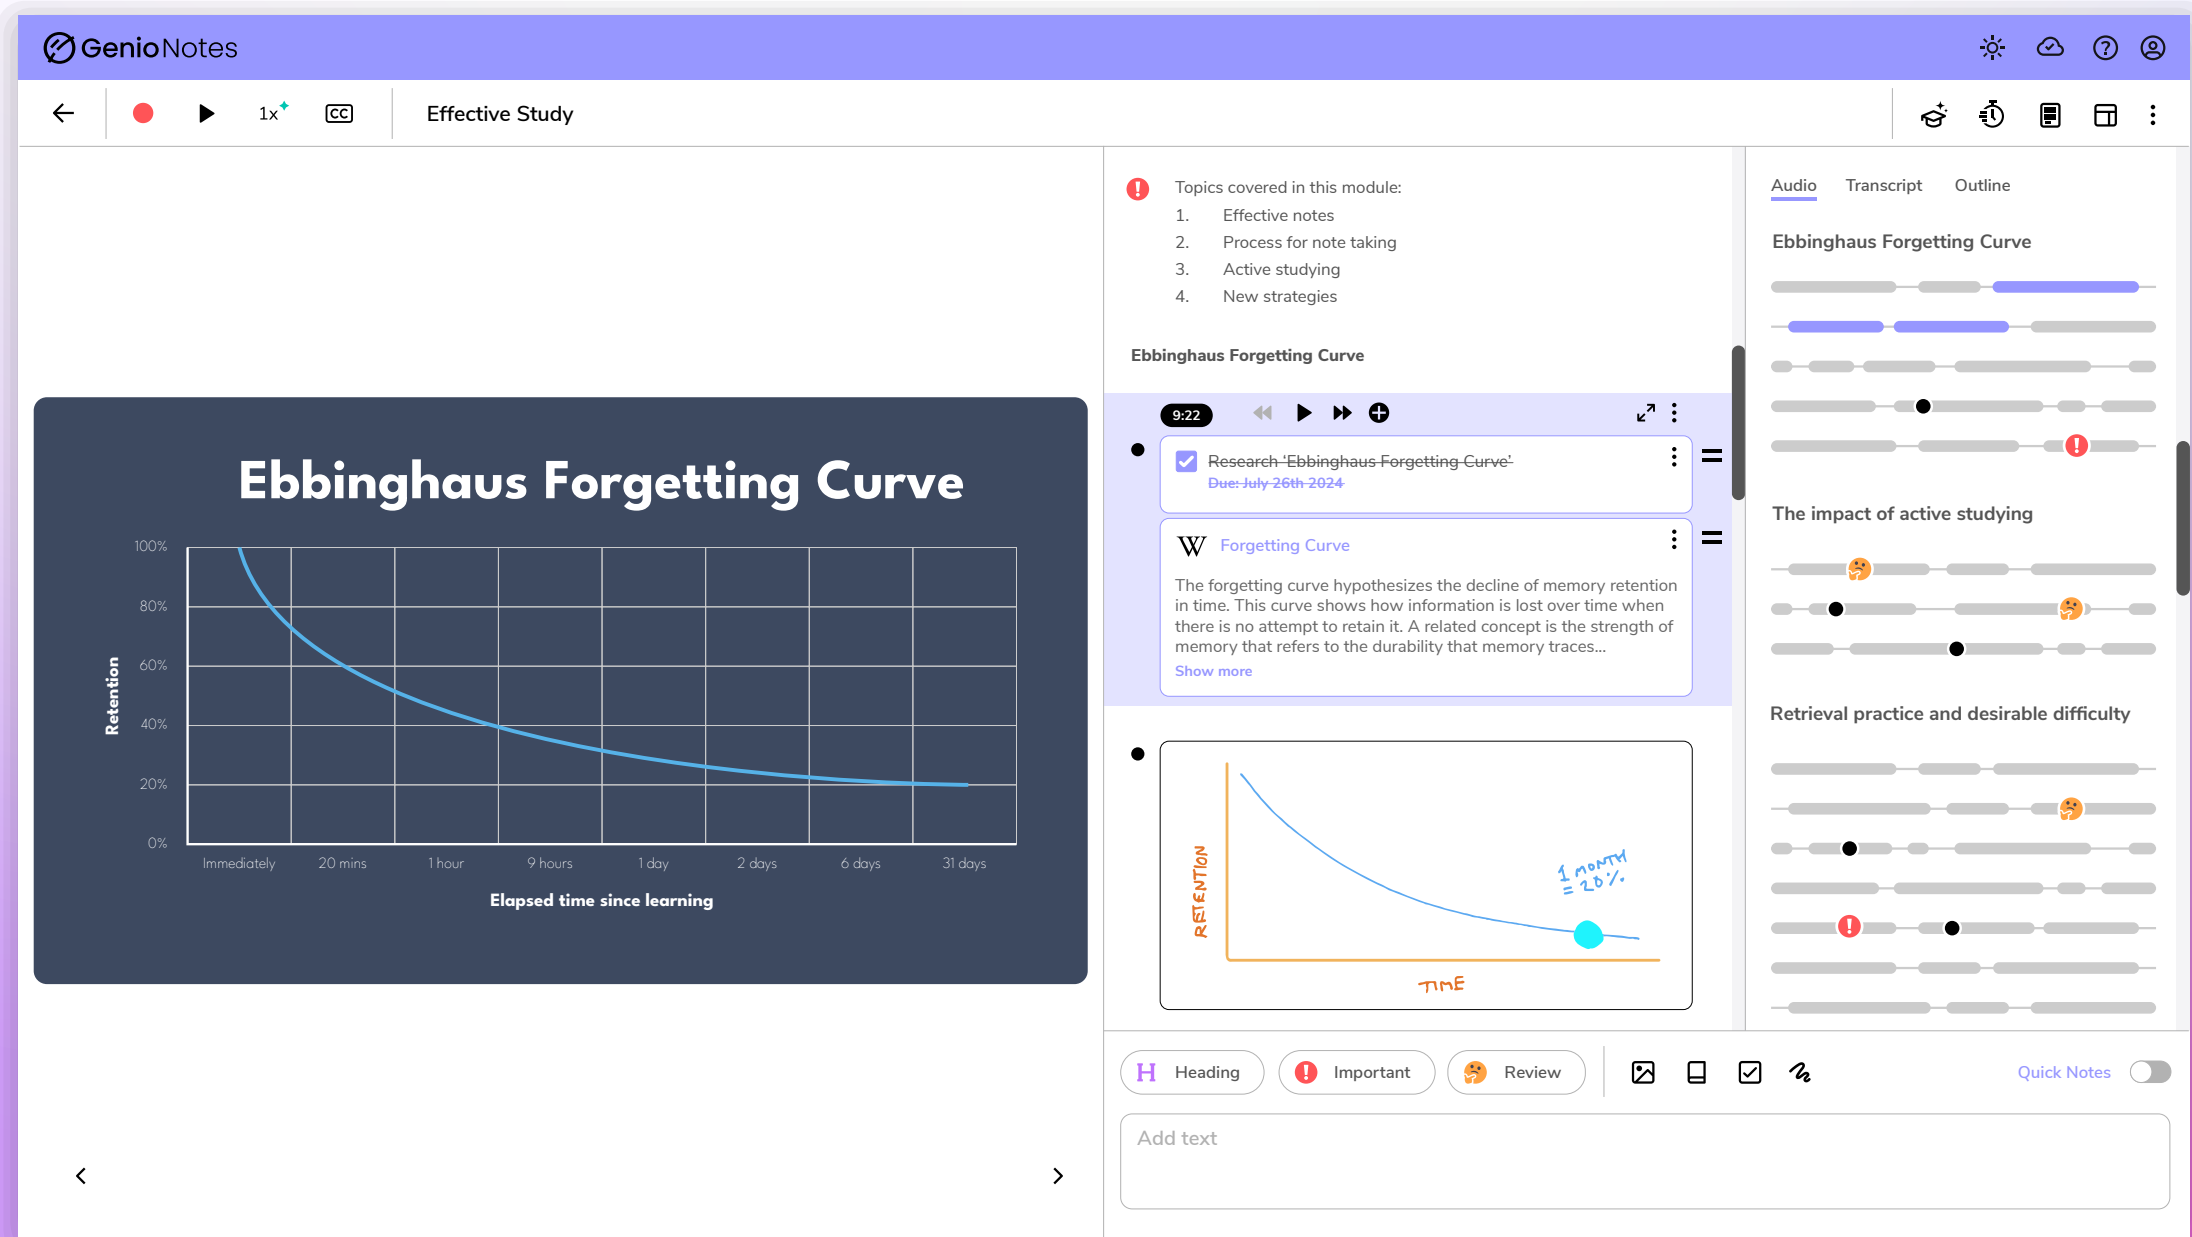 GenioNotes
1x
CC
Effective Study
Ebbinghaus Forgetting Curve
100%
80%
60%
40%
20%
0%
Retention
Immediately 20 mins 1 hour 9 hours 1 day 2 days 6 days 31 days
Elapsed time since learning
Topics covered in this module:
1. Effective notes
2. Process for note taking
3. Active studying
4. New strategies
Ebbinghaus Forgetting Curve
9:22
Research ‘Ebbinghaus Forgetting Curve’
Due: July 26th 2024
W Forgetting Curve
The forgetting curve hypothesizes the decline of memory retention
in time. This curve shows how information is lost over time when
there is no attempt to retain it. A related concept is the strength of
memory that refers to the durability that memory traces...
Show more
RETENTION
1 MONTH
= 20%
TIME
Audio Transcript Outline
Ebbinghaus Forgetting Curve
The impact of active studying
Retrieval practice and desirable difficulty
H Heading
Important
Review
Quick Notes
Add text